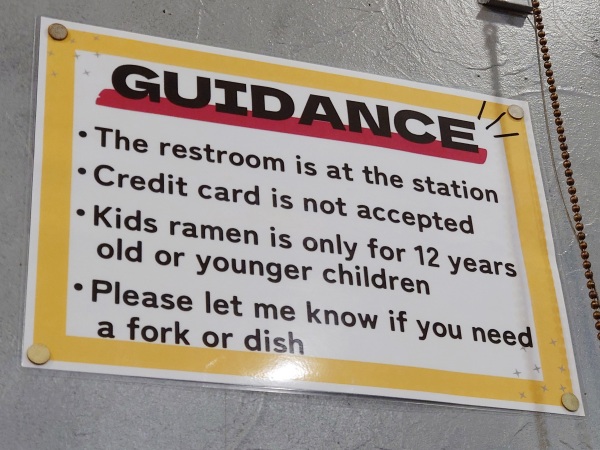 GUIDANCE
• The restroom is at the station
• Credit card is not accepted
• Kids ramen is only for 12 years
old or younger children
• Please let me know if you need
a fork or dish